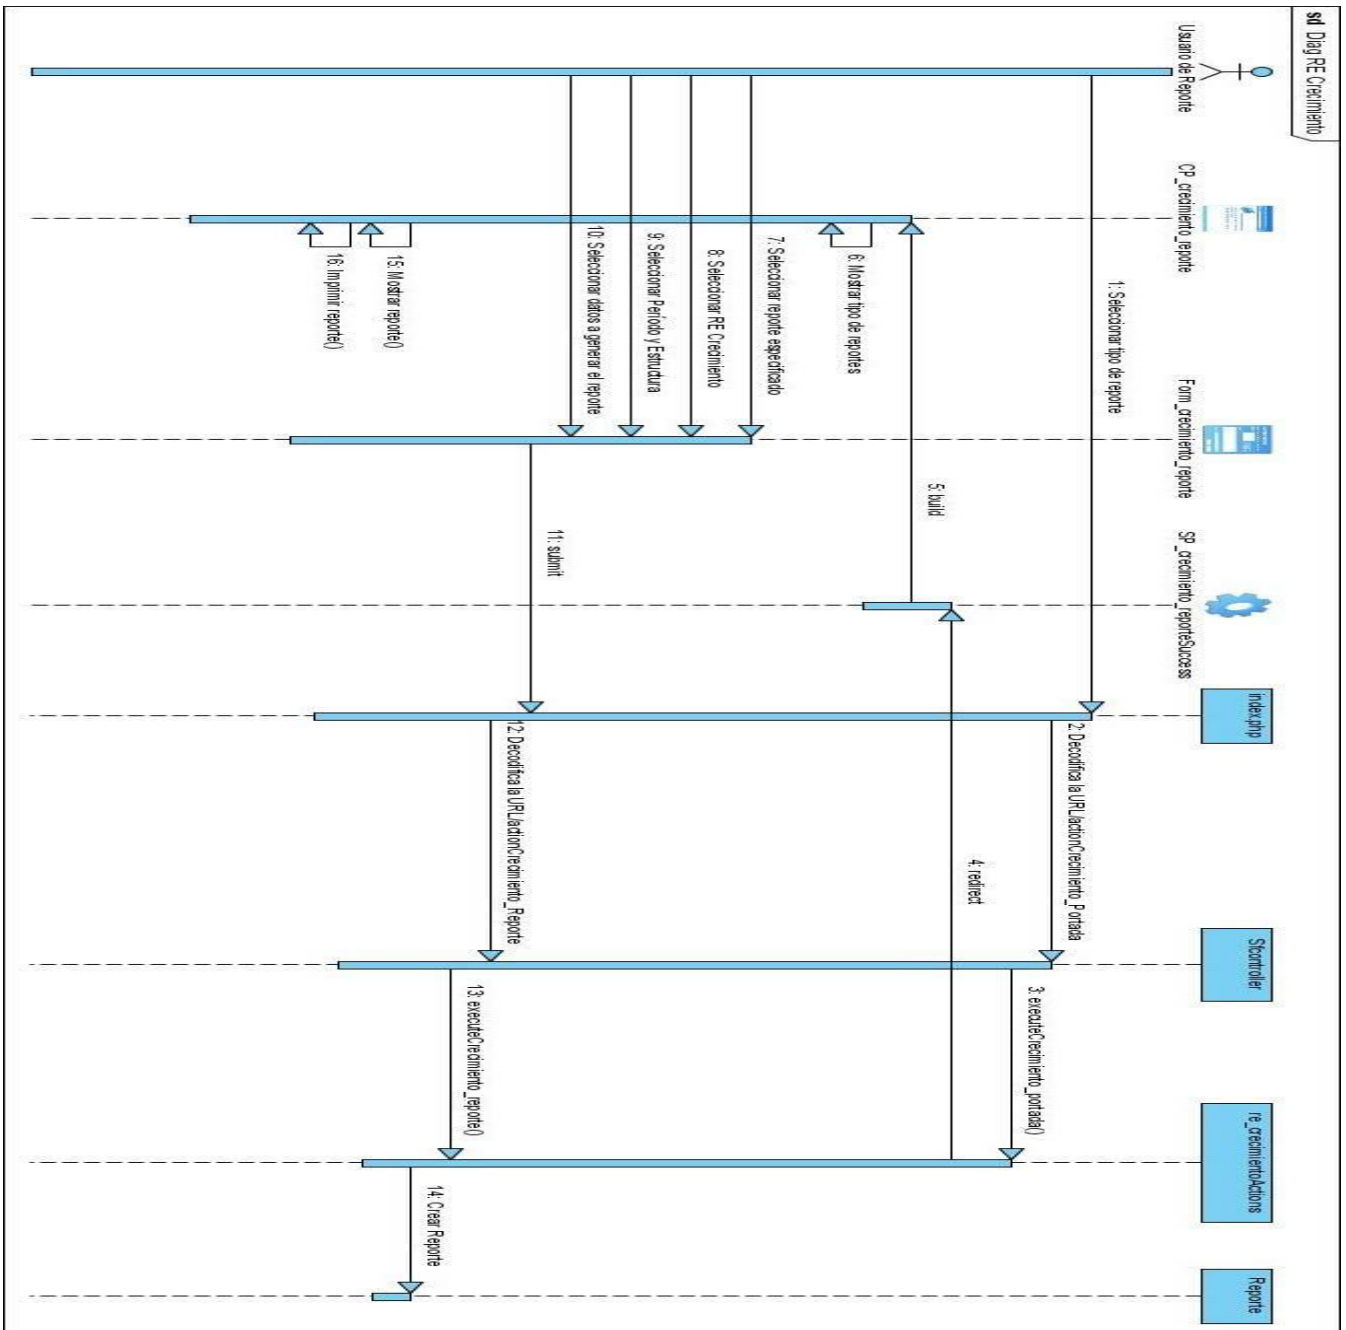 sd Diag RE Crecimiento
Usuario de Reporte
CP_crecimiento_reporte
Form_crecimiento_reporte
SP_crecimiento_reporteSuccess
index.php
Sfcontroller
re_crecimientoActions
Reporte
1: Seleccionar tipo de reporte
2: Decodifica la URL/actionCrecimiento_Portada
3: executeCrecimiento_portada()
4: redirect
5: build
6: Mostrar tipo de reportes
7: Seleccionar reporte especificado
8: Seleccionar RE Crecimiento
9: Seleccionar Período y Estructura
10: Seleccionar datos a generar el reporte
11: submit
12: Decodifica la URL/actionCrecimiento_Reporte
13: executeCrecimiento_reporte()
14: Crear Reporte
15: Mostrar reporte()
16: Imprimir reporte()